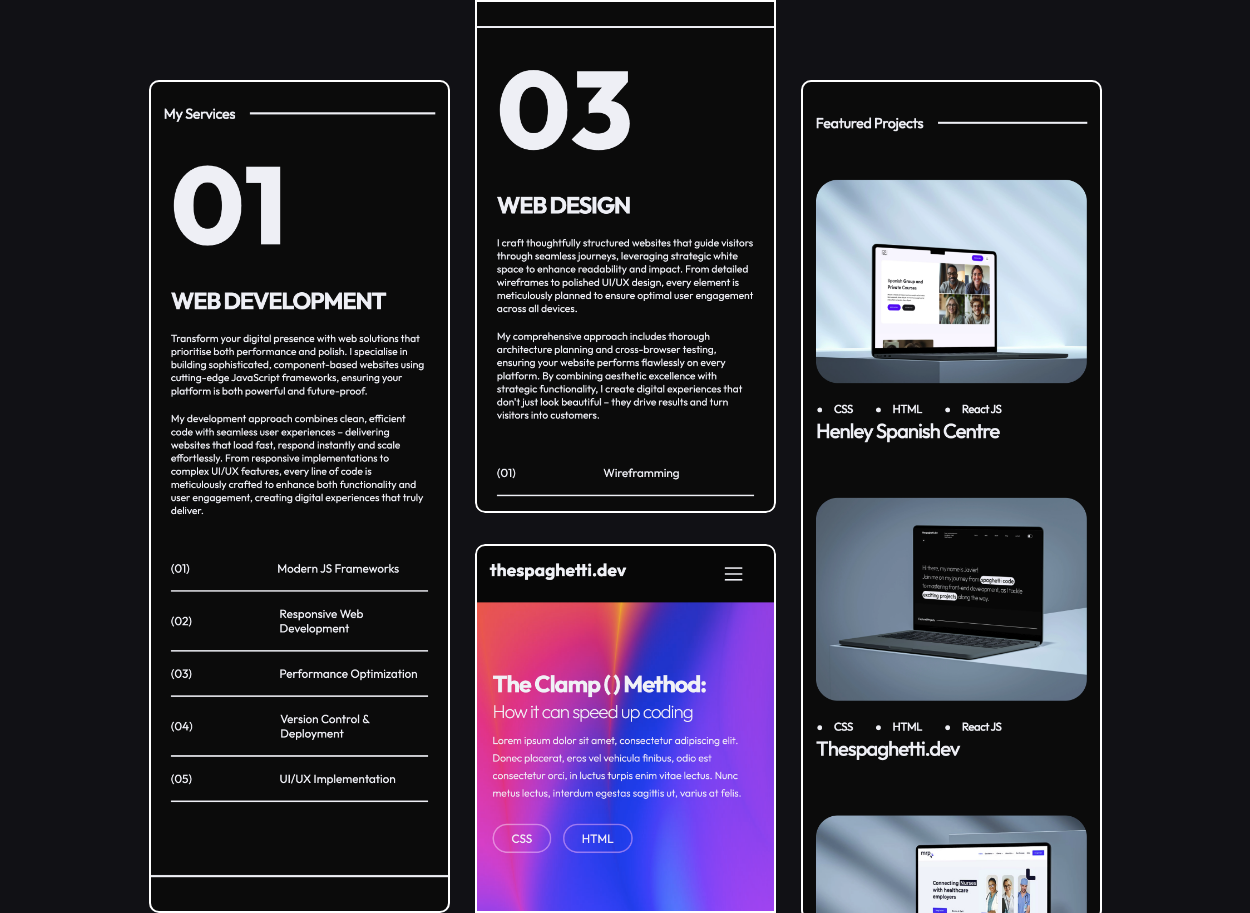 My Services
01
WEB DEVELOPMENT
Transform your digital presence with web solutions that
prioritise both performance and polish. I specialise in
building sophisticated, component-based websites using
cutting-edge JavaScript frameworks, ensuring your
platform is both powerful and future-proof.
My development approach combines clean, efficient
code with seamless user experiences – delivering
websites that load fast, respond instantly and scale
effortlessly. From responsive implementations to
complex UI/UX features, every line of code is
meticulously crafted to enhance both functionality and
user engagement, creating digital experiences that truly
deliver.
(01) Modern JS Frameworks
(02) Responsive Web
Development
(03) Performance Optimization
(04) Version Control &
Deployment
(05) UI/UX Implementation
03
WEB DESIGN
I craft thoughtfully structured websites that guide visitors
through seamless journeys, leveraging strategic white
space to enhance readability and impact. From detailed
wireframes to polished UI/UX design, every element is
meticulously planned to ensure optimal user engagement
across all devices.
My comprehensive approach includes thorough
architecture planning and cross-browser testing,
ensuring your website performs flawlessly on every
platform. By combining aesthetic excellence with
strategic functionality, I create digital experiences that
don't just look beautiful – they drive results and turn
visitors into customers.
(01) Wireframming
thespaghetti.dev
The Clamp ( ) Method:
How it can speed up coding
Lorem ipsum dolor sit amet, consectetur adipiscing elit.
Donec placerat, eros vel vehicula finibus, odio est
consectetur orci, in luctus turpis enim vitae lectus. Nunc
metus lectus, interdum egestas sagittis ut, varius at felis.
CSS HTML
Featured Projects
Spanish Group and
Private Courses
• CSS • HTML • React JS
Henley Spanish Centre
Hi there, my name is Javier!
Join me on my journey from spaghetti code
to mastering front-end development, as I tackle
exciting projects along the way.
• CSS • HTML • React JS
Thespaghetti.dev
Connecting Nurses
with healthcare
employers